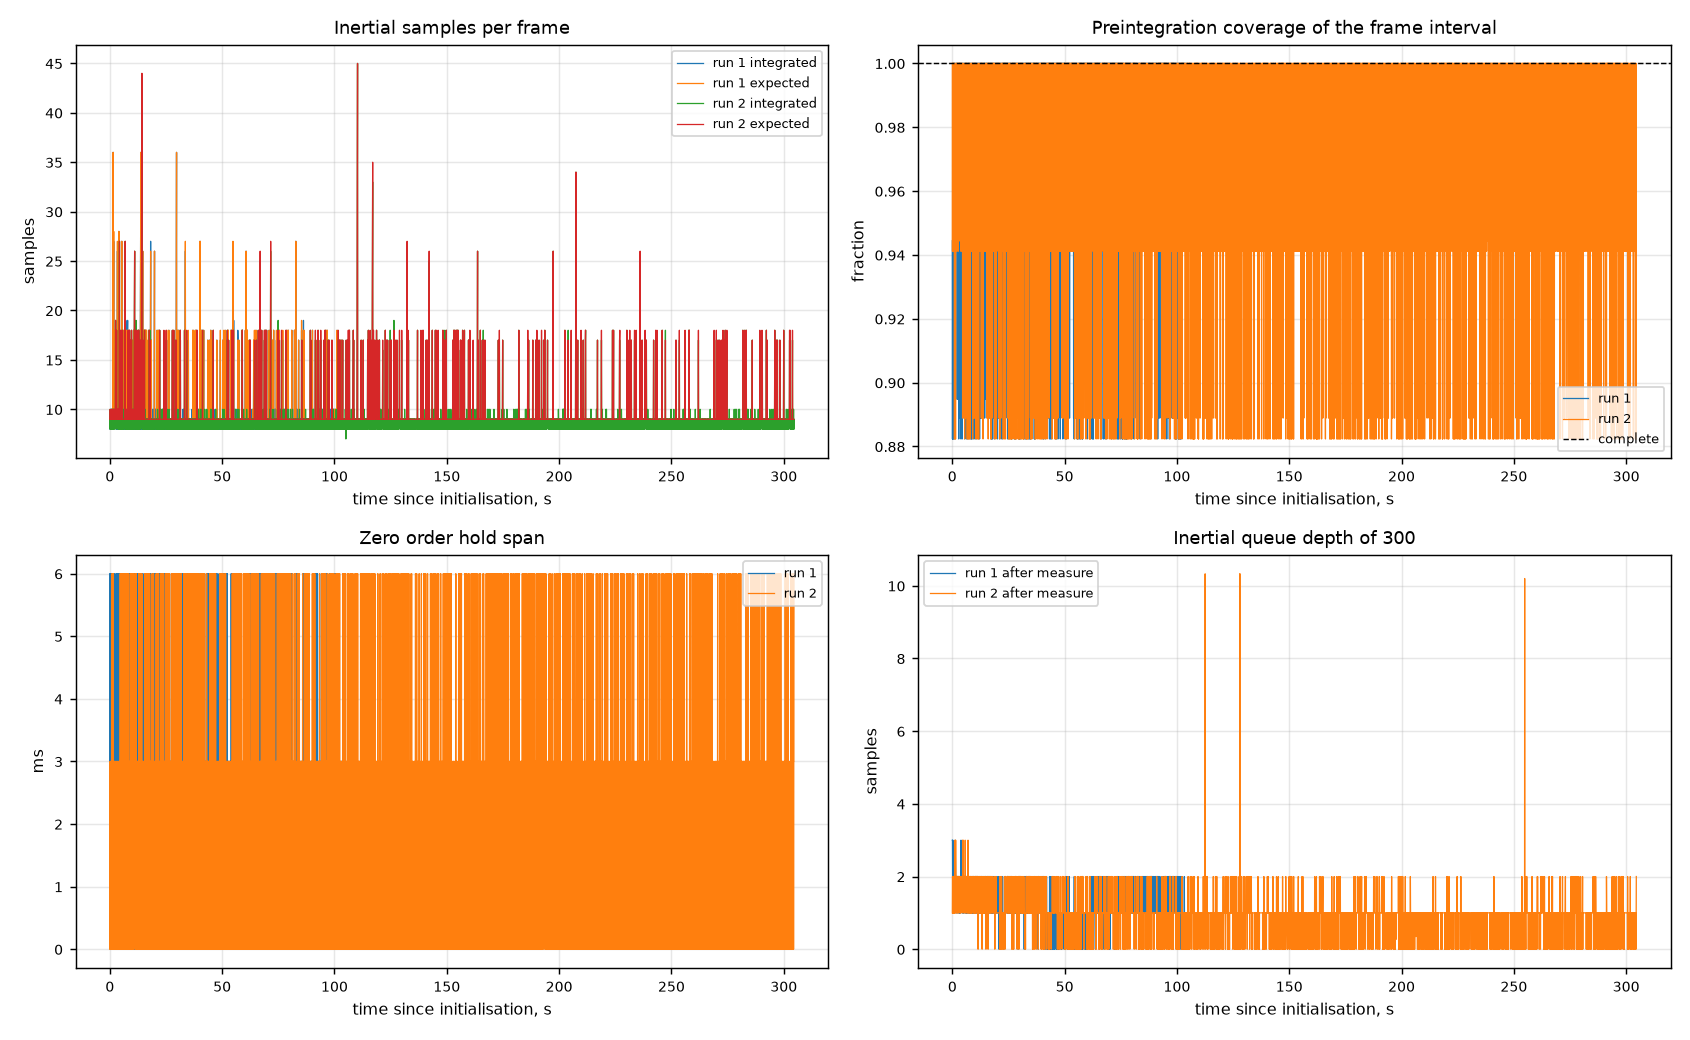 Inertial samples per frame
samples
45
40
35
30
25
20
15
10
run 1 integrated
run 1 expected
run 2 integrated
run 2 expected
0 50 100 150 200 250 300
time since initialisation, s
Preintegration coverage of the frame interval
fraction
1.00
0.98
0.96
0.94
0.92
0.90
0.88
run 1
run 2
complete
0 50 100 150 200 250 300
time since initialisation, s
Zero order hold span
ms
6
5
4
3
2
1
0
run 1
run 2
0 50 100 150 200 250 300
time since initialisation, s
Inertial queue depth of 300
samples
10
8
6
4
2
0
run 1 after measure
run 2 after measure
0 50 100 150 200 250 300
time since initialisation, s